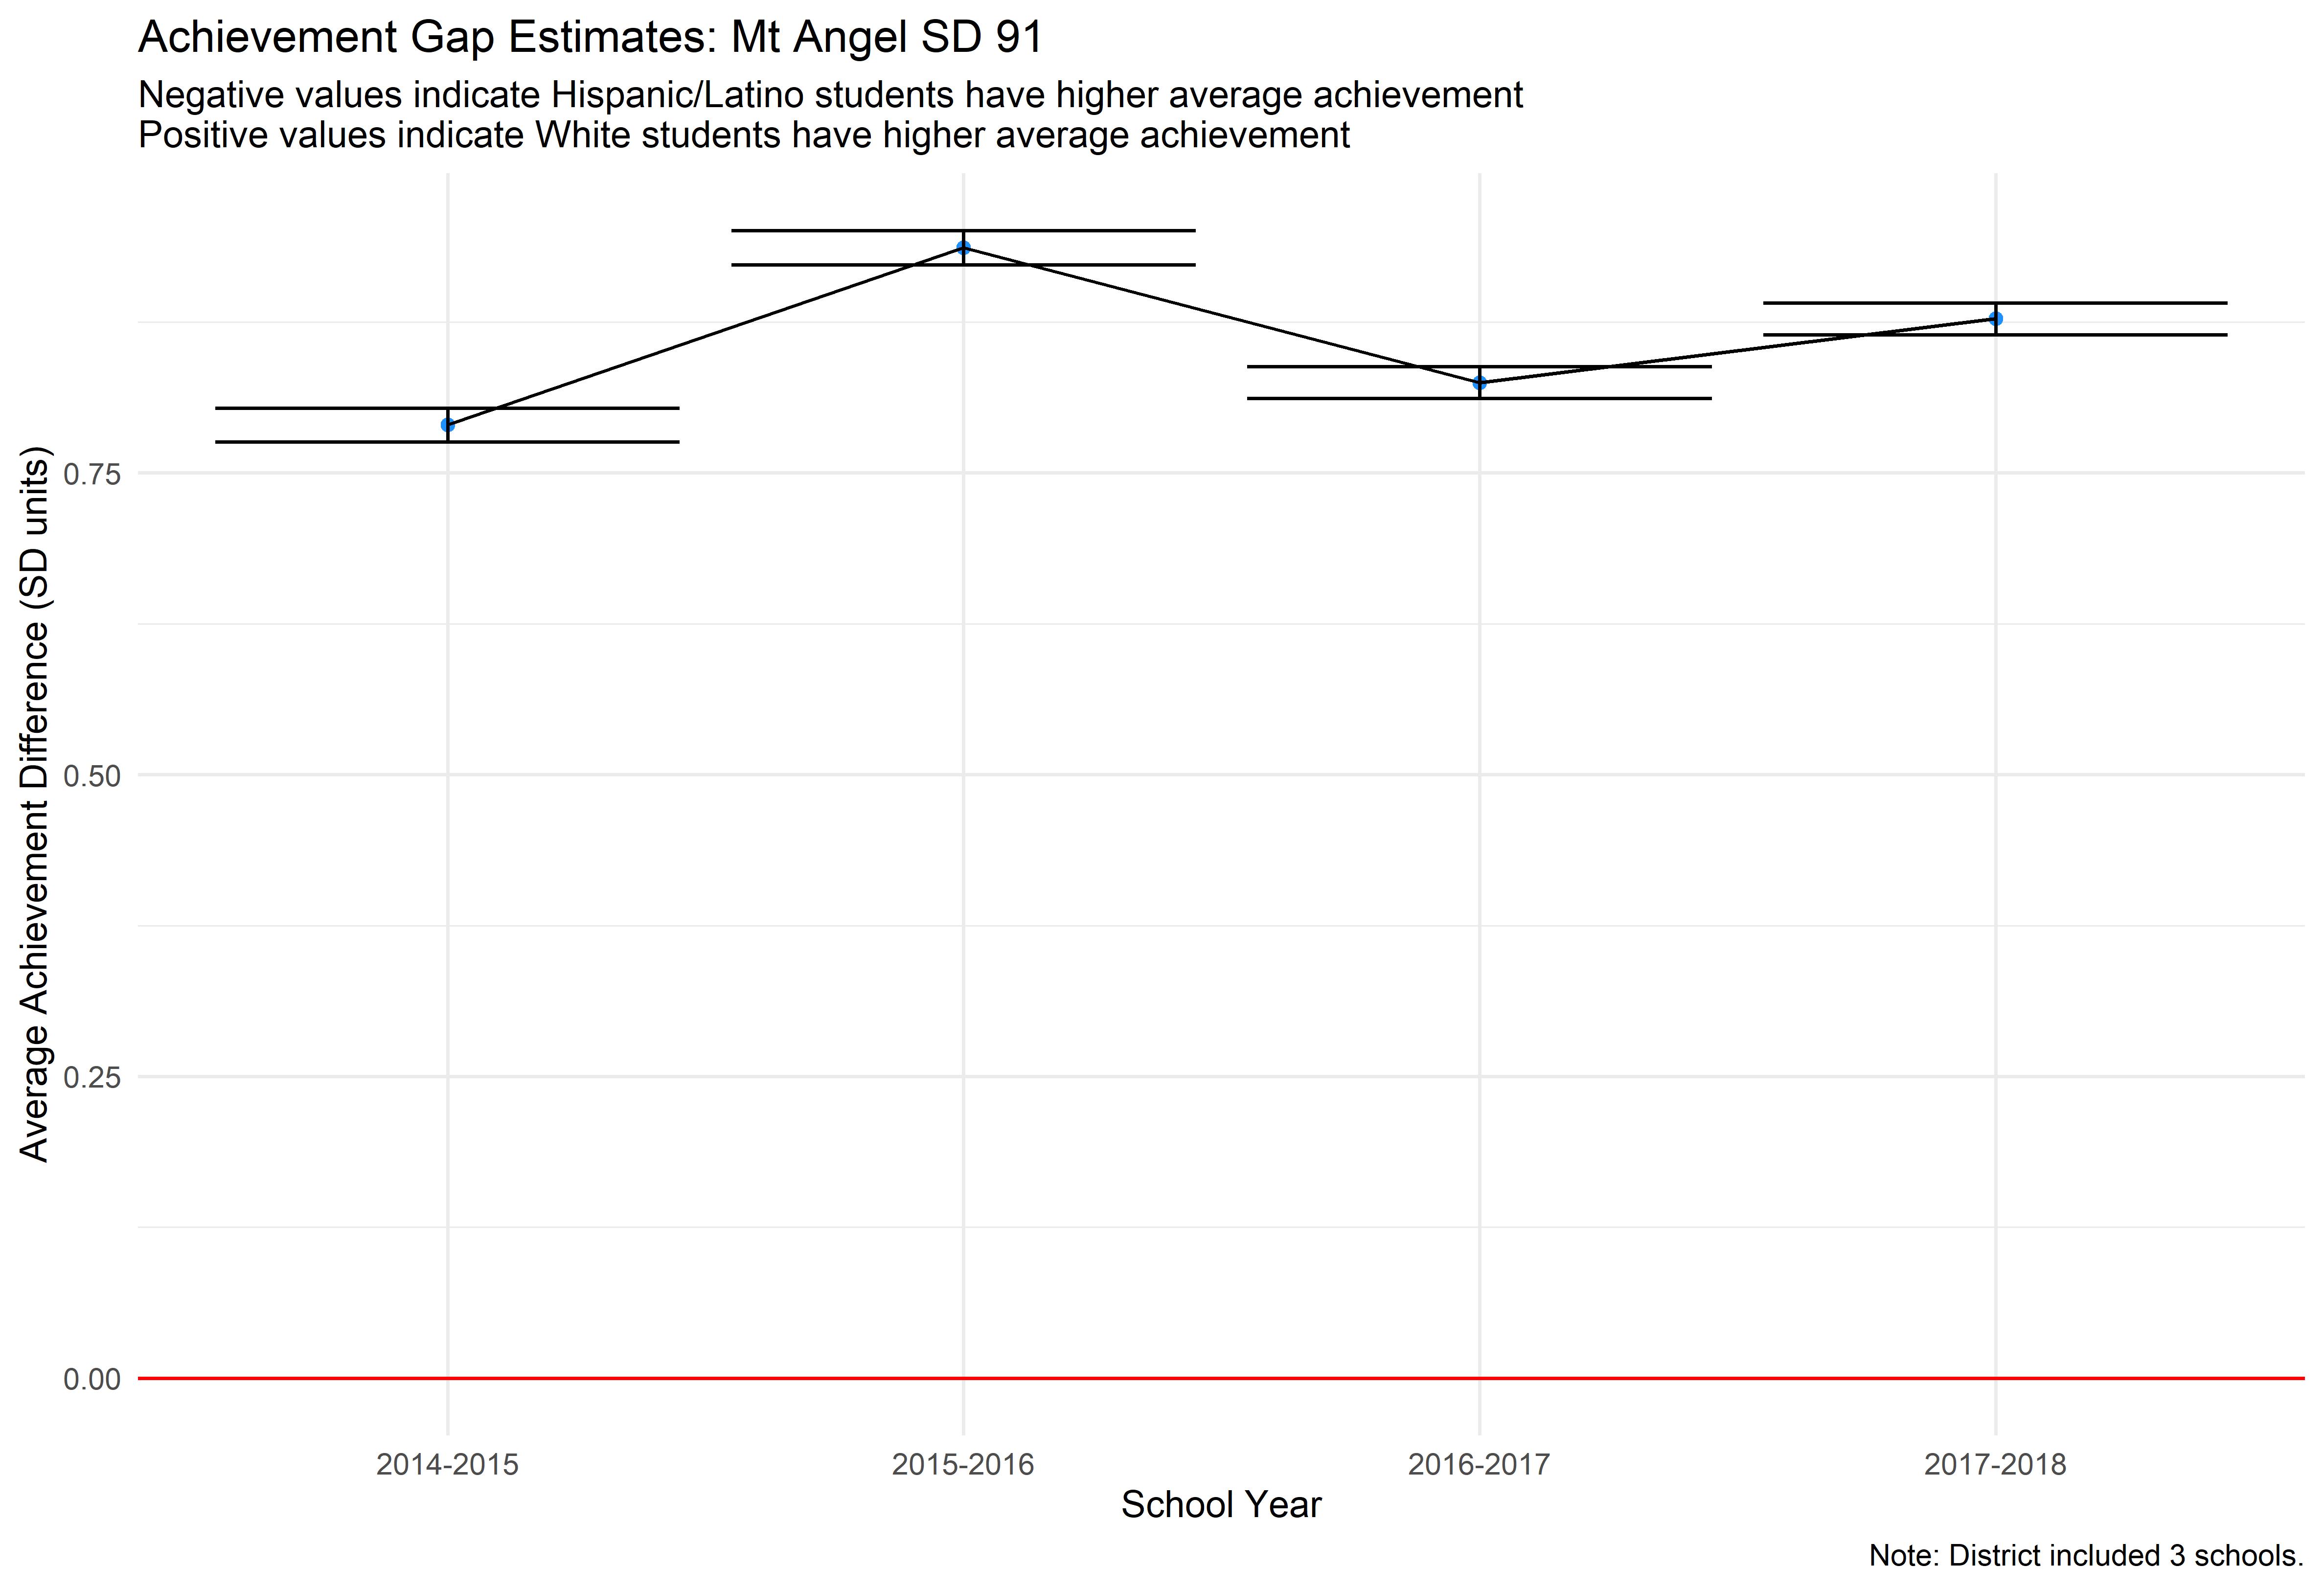 Achievement Gap Estimates: Mt Angel SD 91
Negative values indicate Hispanic/Latino students have higher average achievement
Positive values indicate White students have higher average achievement
Average Achievement Difference (SD units)
0.75
0.50
0.25
0.00
2014-2015
2015-2016
2016-2017
2017-2018
School Year
Note: District included 3 schools.